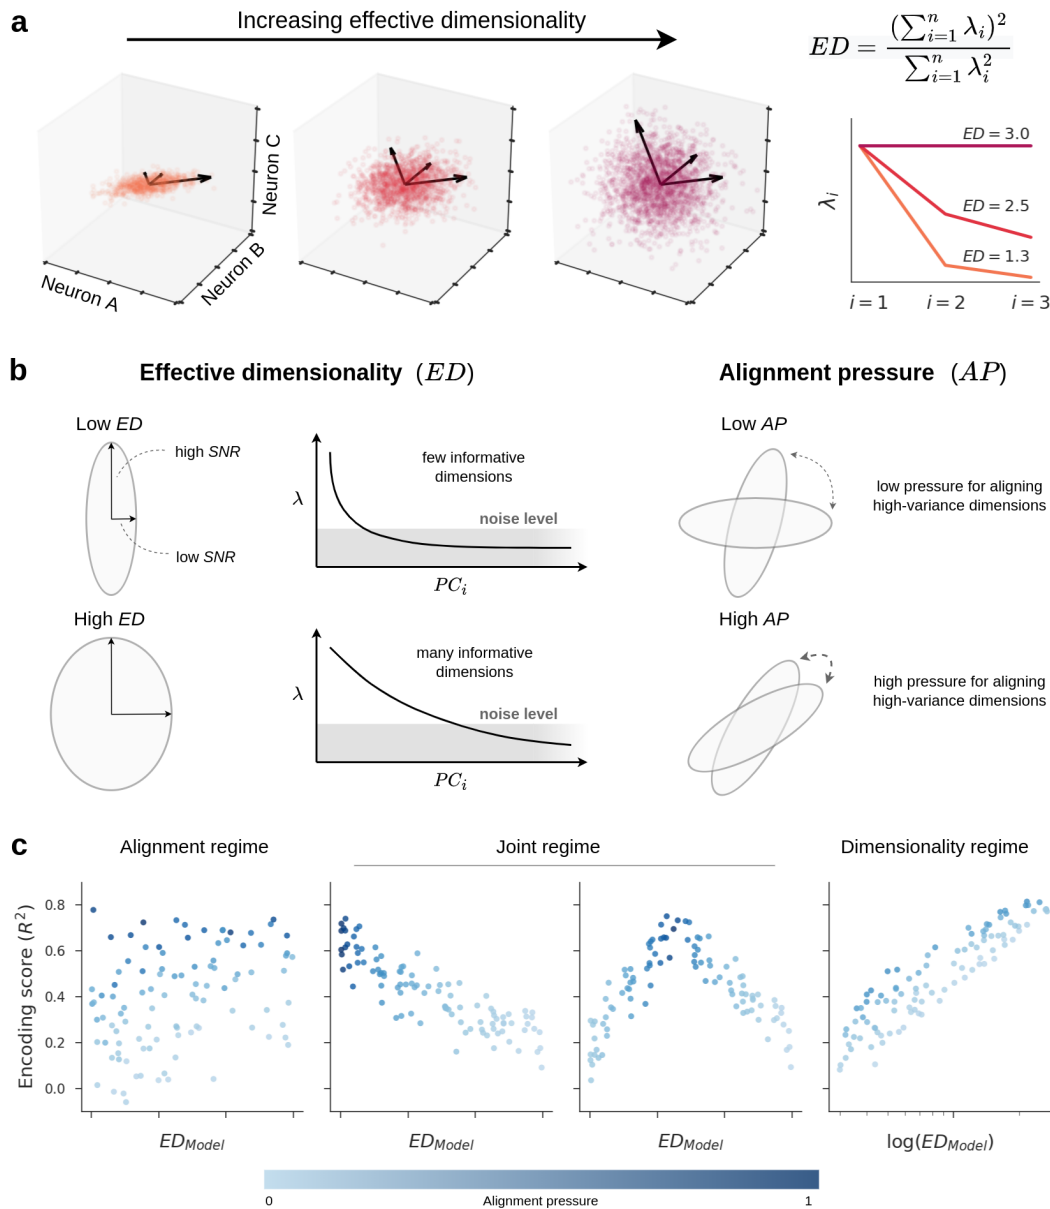 a
Increasing effective dimensionality
ED = (∑ⁿᵢ₌₁ λᵢ)² / ∑ⁿᵢ₌₁ λᵢ²
Neuron A
Neuron B
Neuron C
λᵢ
ED = 3.0
ED = 2.5
ED = 1.3
i = 1
i = 2
i = 3
b
Effective dimensionality (ED)
Low ED
high SNR
low SNR
λ
few informative
dimensions
noise level
PCᵢ
High ED
λ
many informative
dimensions
noise level
PCᵢ
Alignment pressure (AP)
Low AP
low pressure for aligning
high-variance dimensions
High AP
high pressure for aligning
high-variance dimensions
c
Alignment regime
Joint regime
Dimensionality regime
Encoding score (R²)
0.8
0.6
0.4
0.2
0.0
ED_Model
ED_Model
ED_Model
log(ED_Model)
0
Alignment pressure
1